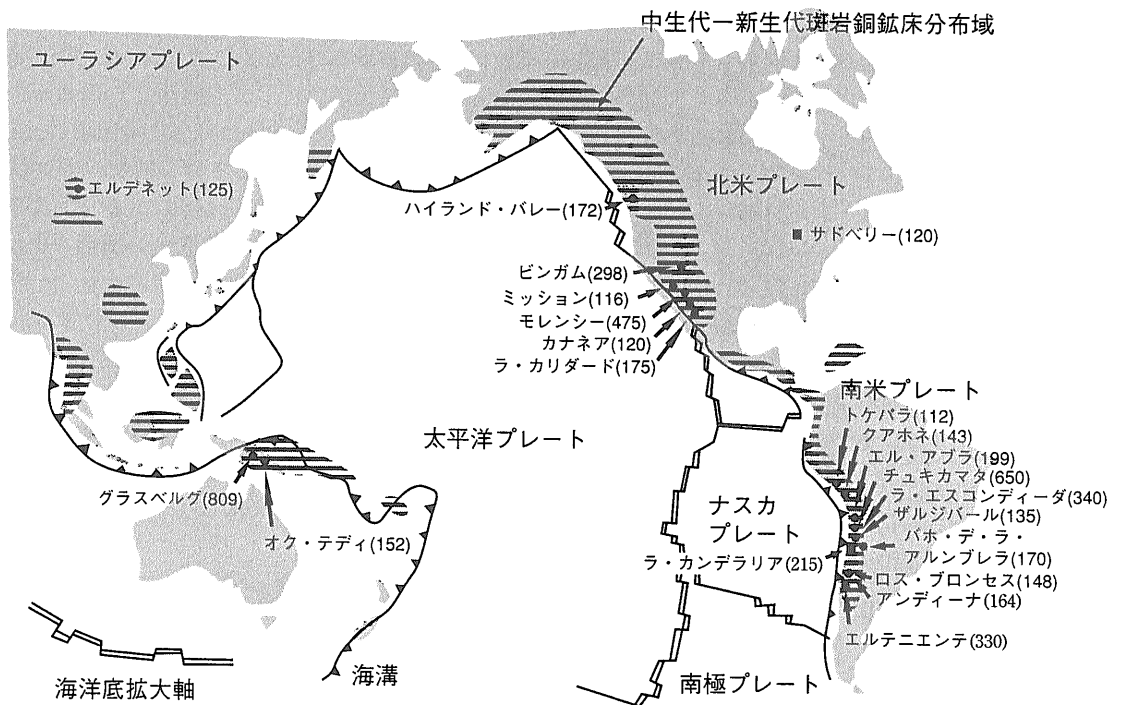 中生代ー新生代斑岩銅鉱床分布域
ユーラシアプレート
エルデネット(125)
北米プレート
ハイランド・バレー(172)
サドベリー(120)
ビンガム(298)
ミッション(116)
モレンシー(475)
カナネア(120)
ラ・カリダード(175)
南米プレート
トケパラ(112)
クアホネ(143)
エル・アブラ(199)
チュキカマタ(650)
ラ・エスコンディーダ(340)
ザルジバール(135)
バホ・デ・ラ・
アルンブレラ(170)
太平洋プレート
ナスカ
プレート
グラスベルグ(809)
オク・テディ(152)
ラ・カンデラリア(215)
ロス・ブロンセス(148)
アンディーナ(164)
エルテニエンテ(330)
海洋底拡大軸
海溝
南極プレート